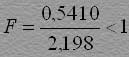 F = 0,5410 / 2,198 < 1